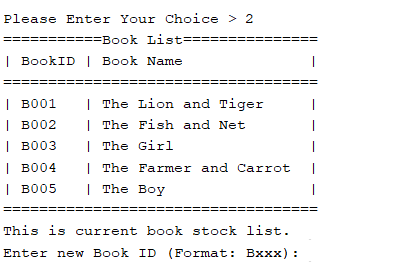 Please Enter Your Choice > 2
===========Book List===============
| BookID | Book Name              |
===================================
| B001   | The Lion and Tiger     |
| B002   | The Fish and Net       |
| B003   | The Girl               |
| B004   | The Farmer and Carrot  |
| B005   | The Boy                |
===================================
This is current book stock list.
Enter new Book ID (Format: Bxxx):